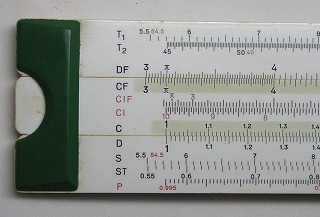 T1 5.5 84.5 6 7 8
T2 45 50 40
DF 3 π 4
CF 3 π 4
CIF 3 3
CI 10 9 8
C 1 1.1 1.2 1.3 1.4
D 1 1.1 1.2 1.3 1.4
S 5.5 84.5 6 7 8
ST 0.55 0.6 0.7 0.8
P 0.995